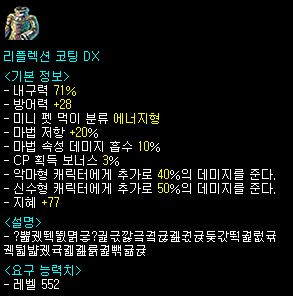 리플렉션 코팅 DX
<기본 정보>
- 내구력 71%
- 방어력 +28
- 미니 펫 먹이 분류 에너지형
- 마법 저항 +20%
- 마법 속성 데미지 흡수 10%
- CP 획득 보너스 3%
- 악마형 캐릭터에게 추가로 40%의 데미지를 준다.
- 신수형 캐릭터에게 추가로 50%의 데미지를 준다.
- 지혜 +77
<설명>
<요구 능력치>
- 레벨 552